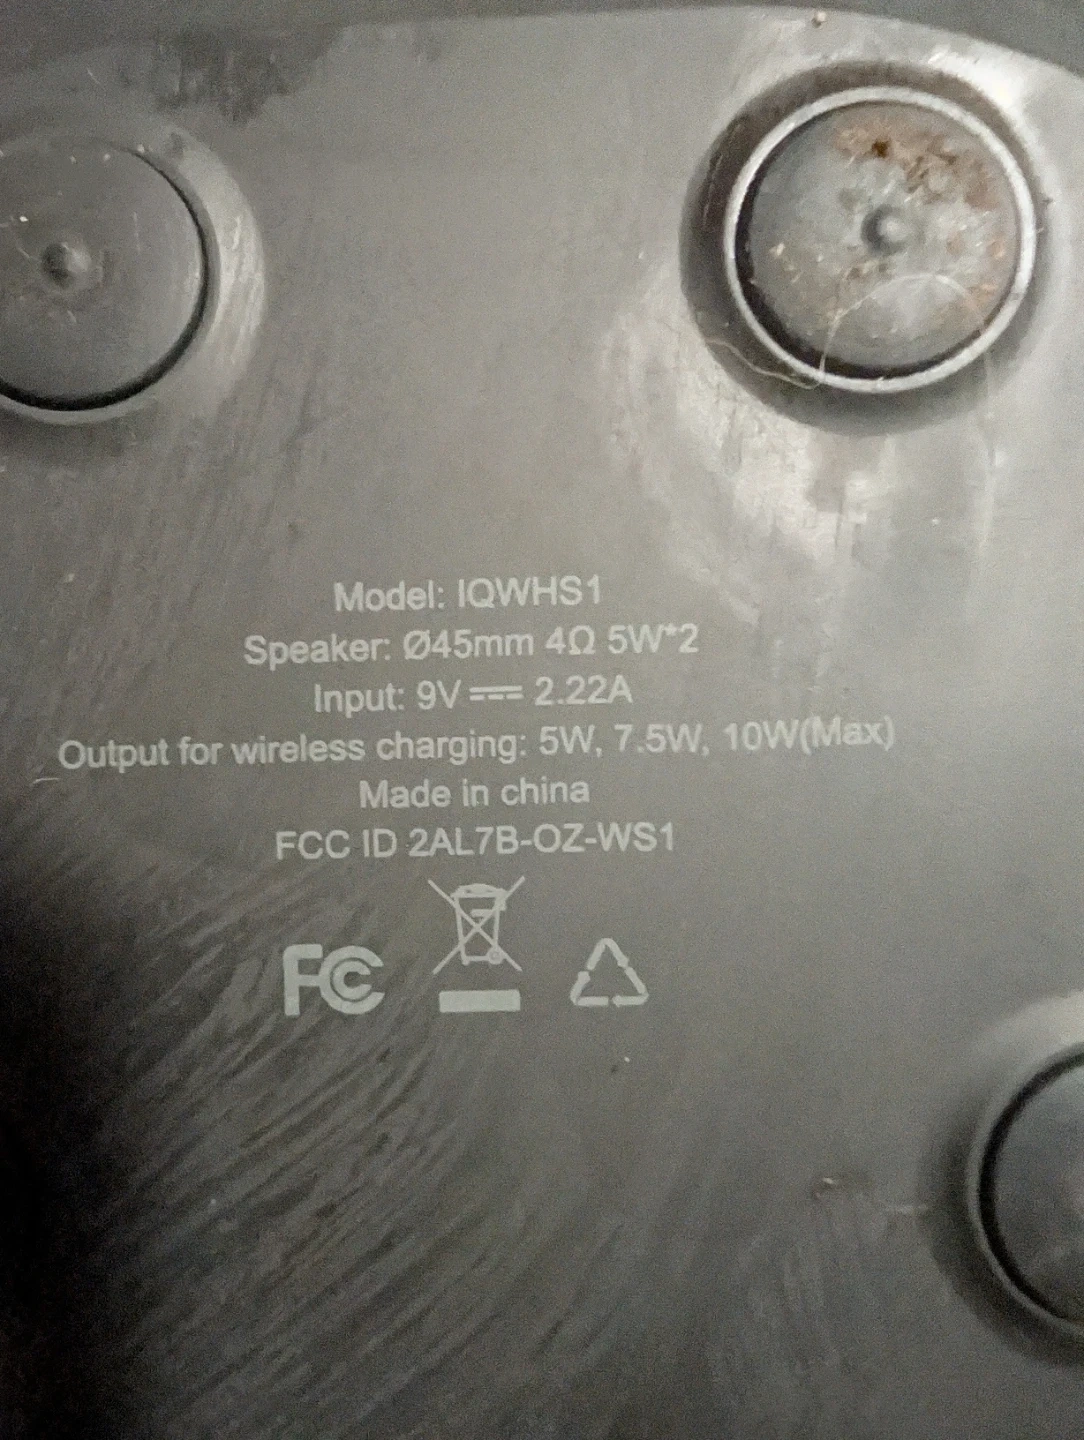 Model: IQWHS1
Speaker: Ø45mm 4Ω 5W*2
Input: 9V⎓2.22A
Output for wireless charging: 5W, 7.5W, 10W(Max)
Made in china
FCC ID 2AL7B-OZ-WS1
FC